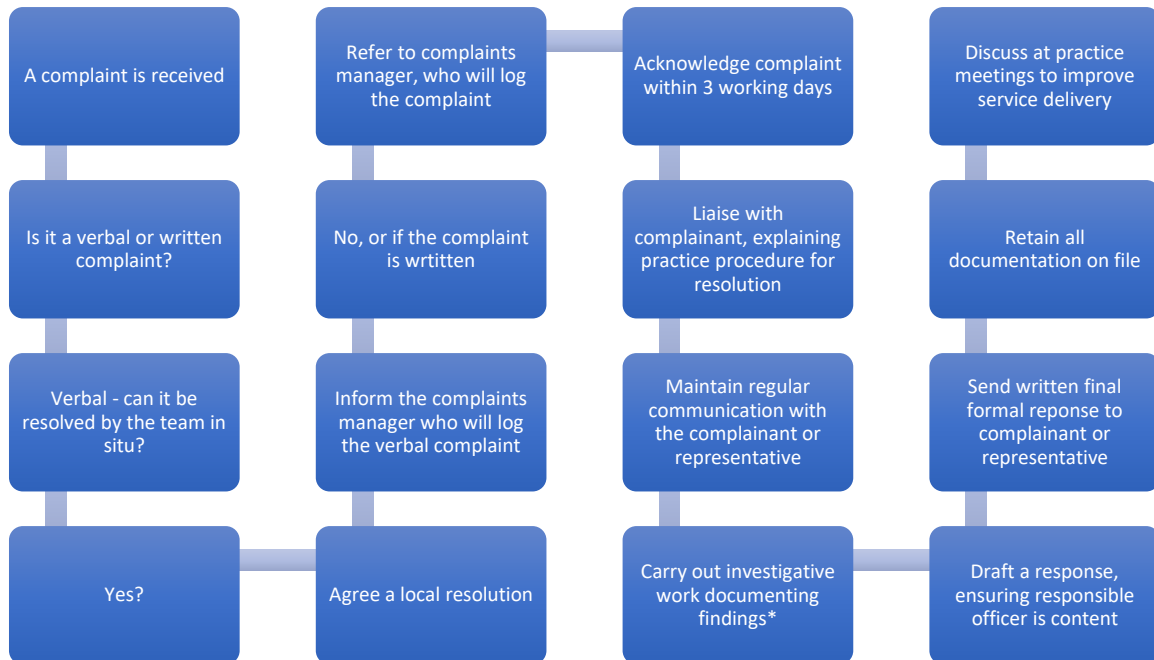 A complaint is received
Is it a verbal or written
complaint?
Verbal - can it be
resolved by the team in
situ?
Yes?
Agree a local resolution
Inform the complaints
manager who will log
the verbal complaint
No, or if the complaint
is wrtitten
Refer to complaints
manager, who will log
the complaint
Acknowledge complaint
within 3 working days
Liaise with
complainant, explaining
practice procedure for
resolution
Maintain regular
communication with
the complainant or
representative
Carry out investigative
work documenting
findings*
Draft a response,
ensuring responsible
officer is content
Send written final
formal reponse to
complainant or
representative
Retain all
documentation on file
Discuss at practice
meetings to improve
service delivery